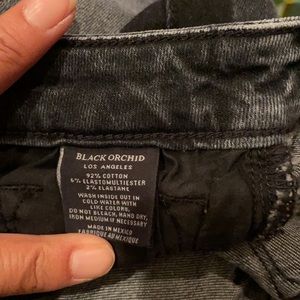 BLACK ORCHID
LOS ANGELES
92% COTTON
6% ELASTOMULTIESTER
2% ELASTANE
WASH INSIDE OUT IN
COLD WATER WITH
LIKE COLORS.
DO NOT BLEACH, HANG DRY,
IRON MEDIUM IF NECESSARY
MADE IN MEXICO
FABRIQUE AU MEXIQUE